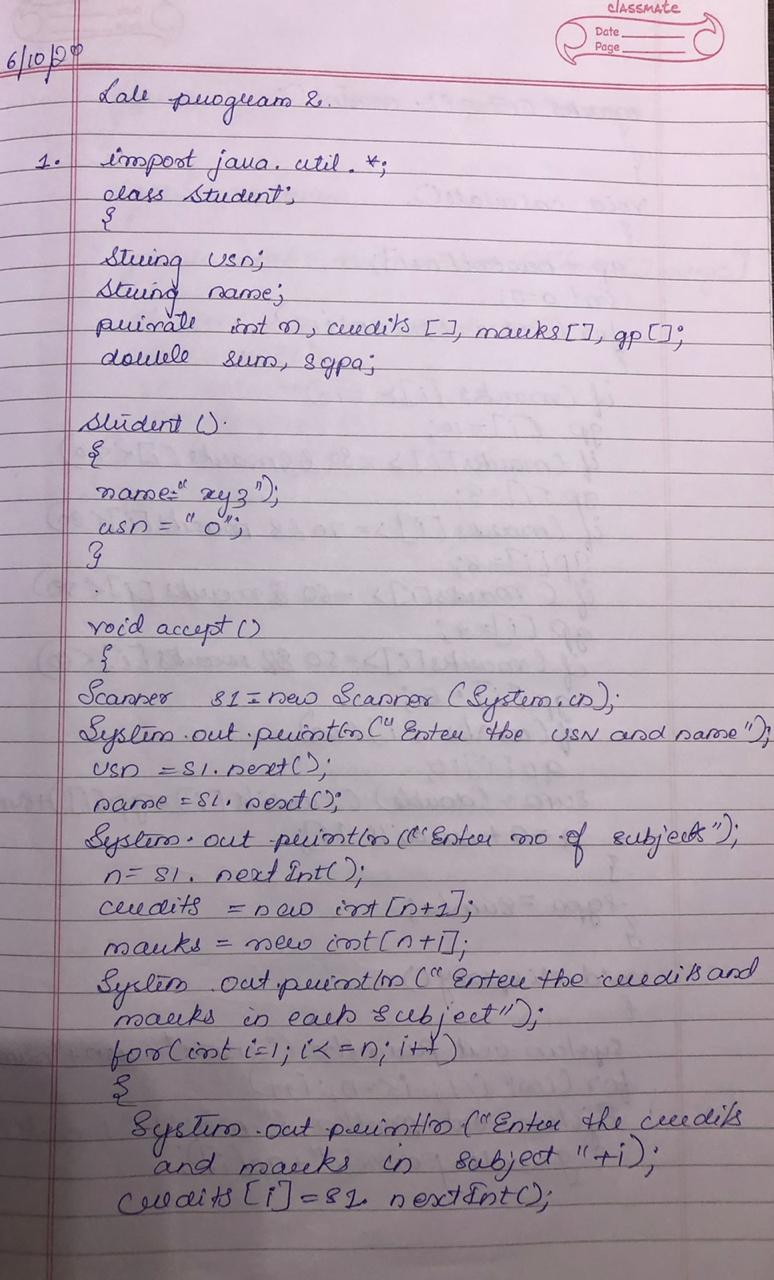 classmate
Date
Page
6/10/20
Lab program 2.
1. import java.util.*;
class Student;
{
String usn;
String name;
private int n, credits [], marks[], gp[];
double sum, sgpa;
Student ()
{
name="xyz");
usn = "0";
}
void accept()
{
Scanner s1=new Scanner (System.in);
System.out.println("Enter the USN and name");
usn = s1.next();
name = s1.next();
System.out println (("Enter no of subjects");
n= s1. nextInt();
credits = new int [n+1];
marks = new int[n+1];
System.out.println ("Enter the credits and
marks in each subject");
for(int i=1; i<=n; i++)
{
System.out println ("Enter the credits
and marks in subject "+i);
credits [i] = s1 nextInt();